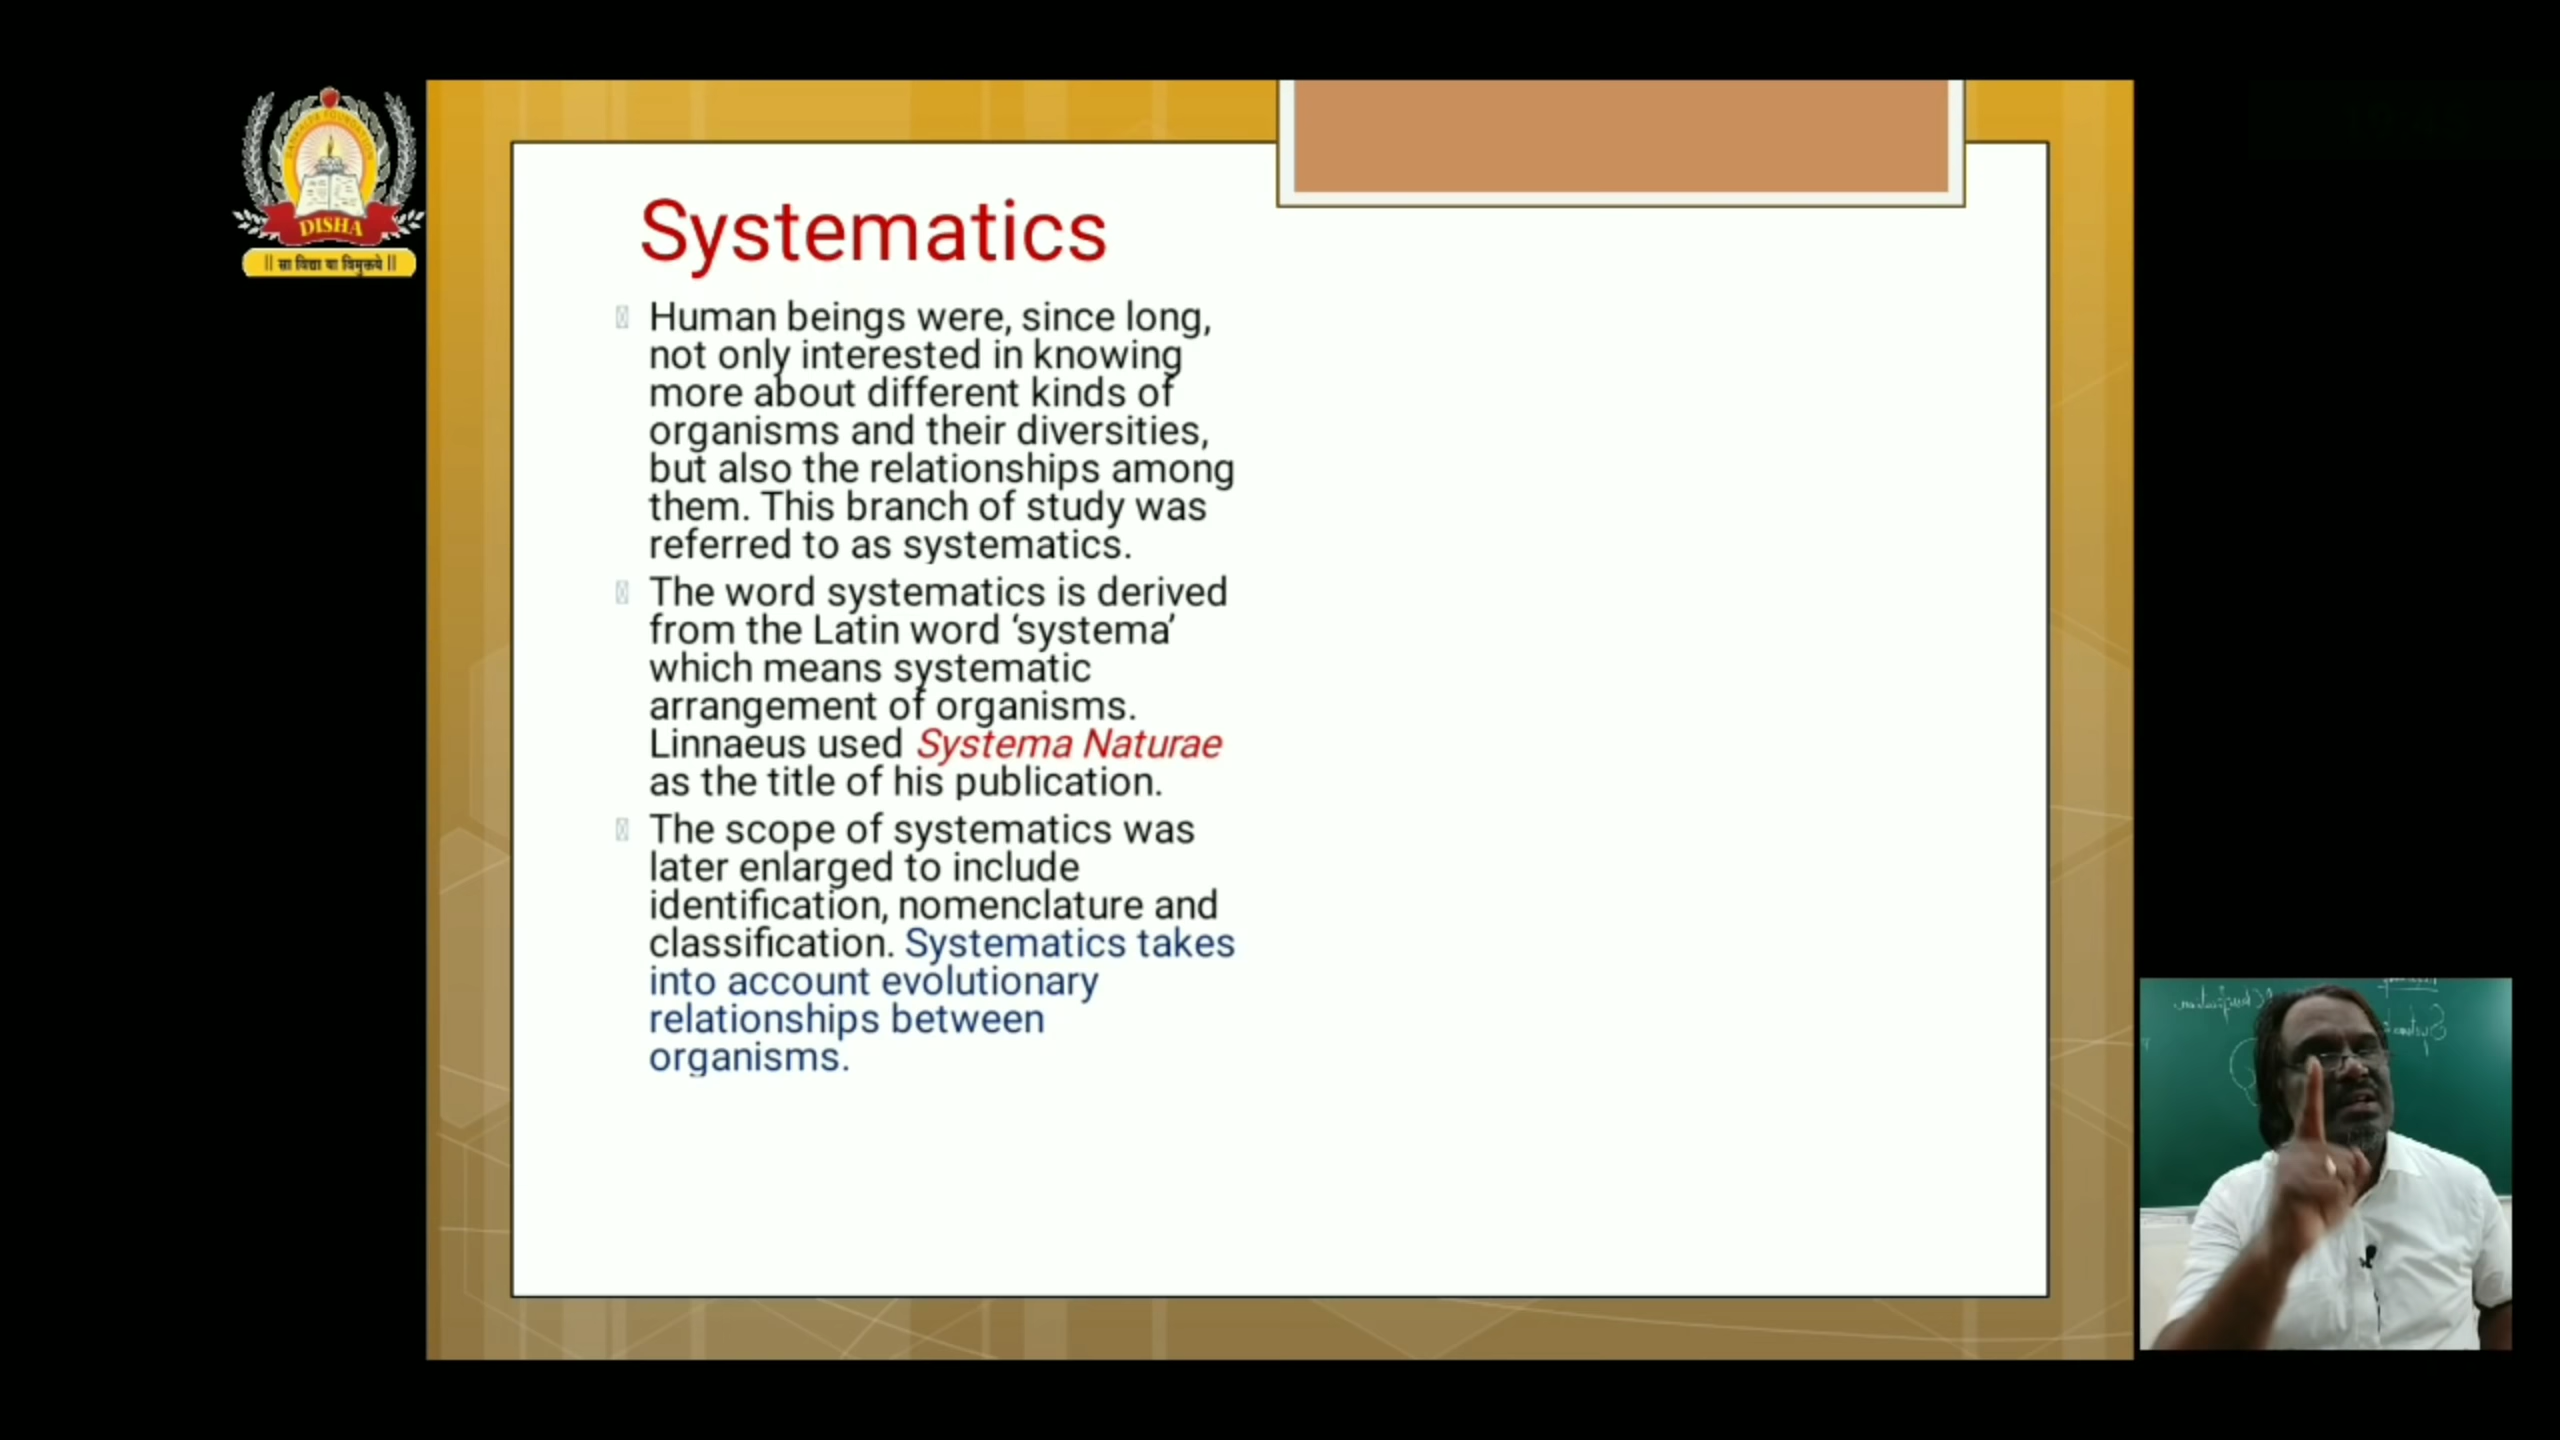 DISHA
॥ सा विद्या या विमुक्तये ॥
Systematics
Human beings were, since long,
not only interested in knowing
more about different kinds of
organisms and their diversities,
but also the relationships among
them. This branch of study was
referred to as systematics.
The word systematics is derived
from the Latin word ‘systema’
which means systematic
arrangement of organisms.
Linnaeus used Systema Naturae
as the title of his publication.
The scope of systematics was
later enlarged to include
identification, nomenclature and
classification. Systematics takes
into account evolutionary
relationships between
organisms.